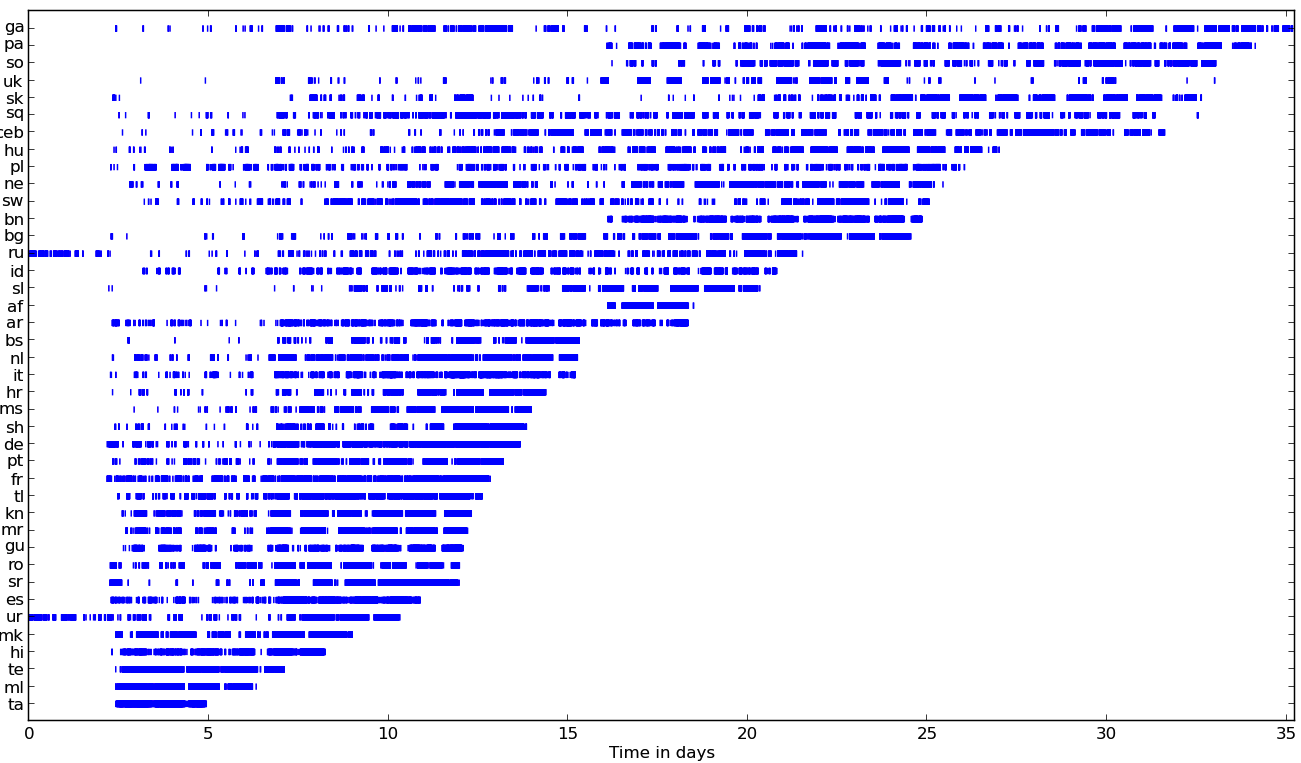 ga
pa
so
uk
sk
sq
ceb
hu
pl
ne
sw
bn
bg
ru
id
sl
af
ar
bs
nl
it
hr
ms
sh
de
pt
fr
tl
kn
mr
gu
ro
sr
es
ur
mk
hi
te
ml
ta
0 5 10 15 20 25 30 35
Time in days